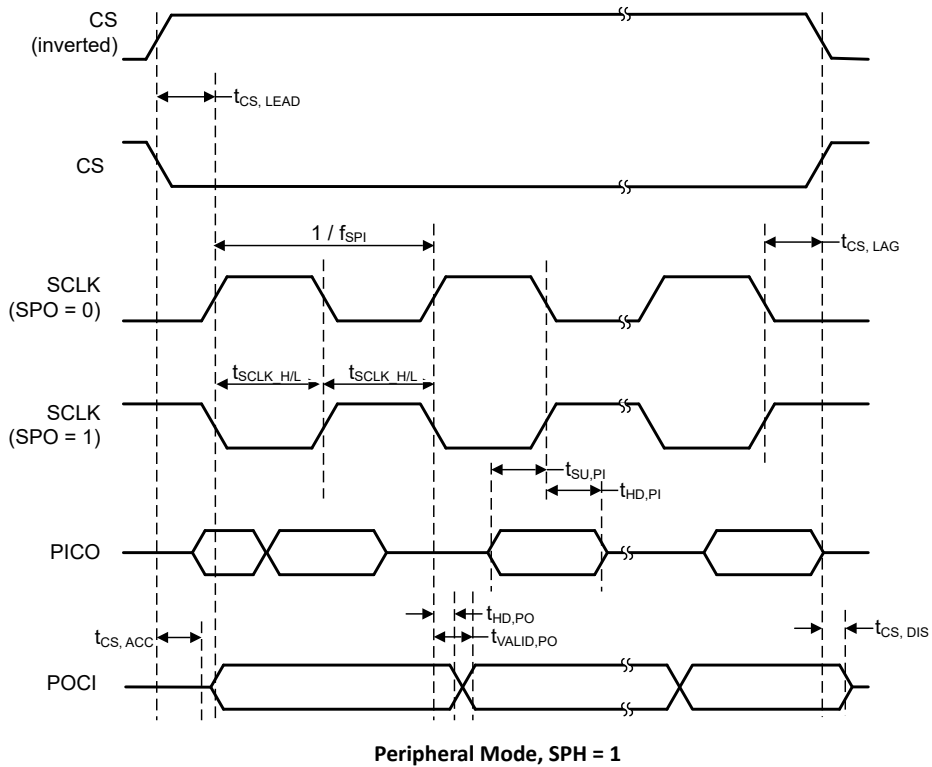 CS
(inverted)
tCS, LEAD
CS
1 / fSPI
tCS, LAG
SCLK
(SPO = 0)
tSCLK_H/L
tSCLK_H/L
SCLK
(SPO = 1)
tSU,PI
tHD,PI
PICO
tHD,PO
tVALID,PO
tCS, ACC
tCS, DIS
POCI
Peripheral Mode, SPH = 1